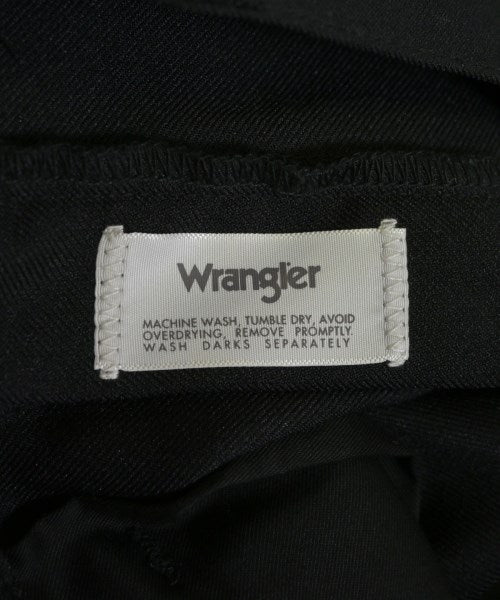 Wrangler
MACHINE WASH, TUMBLE DRY, AVOID
OVERDRYING, REMOVE PROMPTLY.
WASH DARKS SEPARATELY